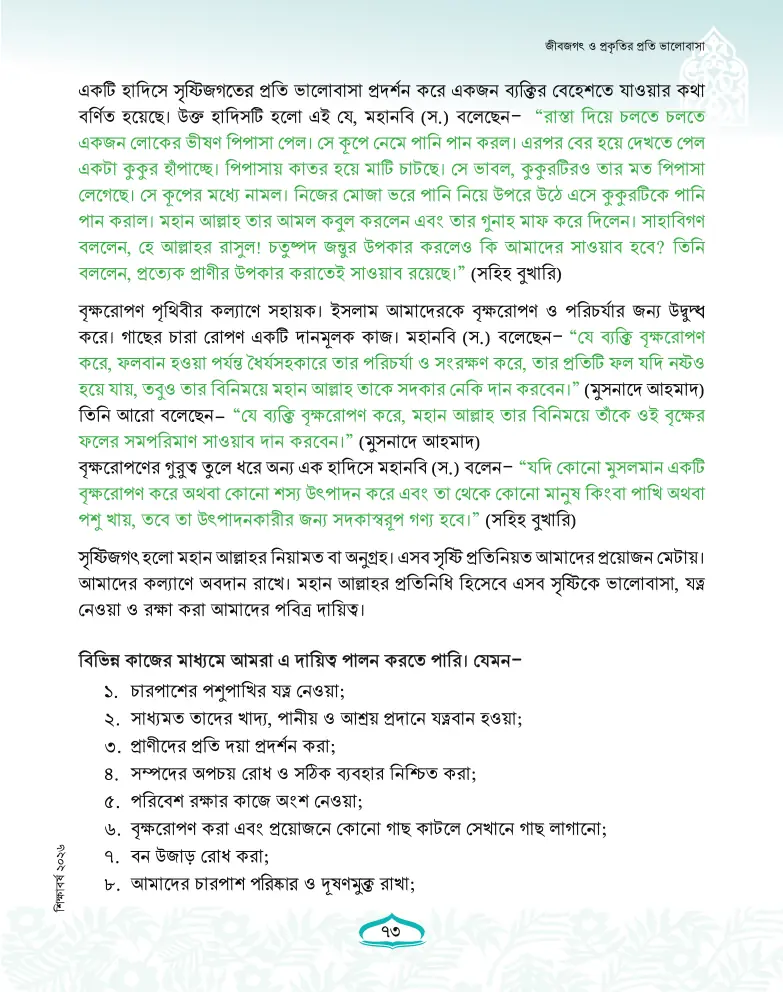 জীবজগৎ ও প্রকৃতির প্রতি ভালোবাসা
একটি হাদিসে সৃষ্টিজগতের প্রতি ভালোবাসা প্রদর্শন করে একজন ব্যক্তির বেহেশতে যাওয়ার কথা
বর্ণিত হয়েছে। উক্ত হাদিসটি হলো এই যে, মহানবি (স.) বলেছেন– “রাস্তা দিয়ে চলতে চলতে
একজন লোকের ভীষণ পিপাসা পেল। সে কূপে নেমে পানি পান করল। এরপর বের হয়ে দেখতে পেল
একটা কুকুর হাঁপাচ্ছে। পিপাসায় কাতর হয়ে মাটি চাটছে। সে ভাবল, কুকুরটিরও তার মত পিপাসা
লেগেছে। সে কূপের মধ্যে নামল। নিজের মোজা ভরে পানি নিয়ে উপরে উঠে এসে কুকুরটিকে পানি
পান করাল। মহান আল্লাহ তার আমল কবুল করলেন এবং তার গুনাহ মাফ করে দিলেন। সাহাবিগণ
বললেন, হে আল্লাহর রাসুল! চতুষ্পদ জন্তুর উপকার করলেও কি আমাদের সাওয়াব হবে? তিনি
বললেন, প্রত্যেক প্রাণীর উপকার করাতেই সাওয়াব রয়েছে।” (সহিহ বুখারি)
বৃক্ষরোপণ পৃথিবীর কল্যাণে সহায়ক। ইসলাম আমাদেরকে বৃক্ষরোপণ ও পরিচর্যার জন্য উদ্বুদ্ধ
করে। গাছের চারা রোপণ একটি দানমূলক কাজ। মহানবি (স.) বলেছেন– “যে ব্যক্তি বৃক্ষরোপণ
করে, ফলবান হওয়া পর্যন্ত ধৈর্যসহকারে তার পরিচর্যা ও সংরক্ষণ করে, তার প্রতিটি ফল যদি নষ্টও
হয়ে যায়, তবুও তার বিনিময়ে মহান আল্লাহ তাকে সদকার নেকি দান করবেন।” (মুসনাদে আহমাদ)
তিনি আরো বলেছেন– “যে ব্যক্তি বৃক্ষরোপণ করে, মহান আল্লাহ তার বিনিময়ে তাঁকে ওই বৃক্ষের
ফলের সমপরিমাণ সাওয়াব দান করবেন।” (মুসনাদে আহমাদ)
বৃক্ষরোপণের গুরুত্ব তুলে ধরে অন্য এক হাদিসে মহানবি (স.) বলেন– “যদি কোনো মুসলমান একটি
বৃক্ষরোপণ করে অথবা কোনো শস্য উৎপাদন করে এবং তা থেকে কোনো মানুষ কিংবা পাখি অথবা
পশু খায়, তবে তা উৎপাদনকারীর জন্য সদকাস্বরূপ গণ্য হবে।” (সহিহ বুখারি)
সৃষ্টিজগৎ হলো মহান আল্লাহর নিয়ামত বা অনুগ্রহ। এসব সৃষ্টি প্রতিনিয়ত আমাদের প্রয়োজন মেটায়।
আমাদের কল্যাণে অবদান রাখে। মহান আল্লাহর প্রতিনিধি হিসেবে এসব সৃষ্টিকে ভালোবাসা, যত্ন
নেওয়া ও রক্ষা করা আমাদের পবিত্র দায়িত্ব।
বিভিন্ন কাজের মাধ্যমে আমরা এ দায়িত্ব পালন করতে পারি। যেমন–
১. চারপাশের পশুপাখির যত্ন নেওয়া;
২. সাধ্যমত তাদের খাদ্য, পানীয় ও আশ্রয় প্রদানে যত্নবান হওয়া;
৩. প্রাণীদের প্রতি দয়া প্রদর্শন করা;
৪. সম্পদের অপচয় রোধ ও সঠিক ব্যবহার নিশ্চিত করা;
৫. পরিবেশ রক্ষার কাজে অংশ নেওয়া;
৬. বৃক্ষরোপণ করা এবং প্রয়োজনে কোনো গাছ কাটলে সেখানে গাছ লাগানো;
৭. বন উজাড় রোধ করা;
৮. আমাদের চারপাশ পরিষ্কার ও দূষণমুক্ত রাখা;
শিক্ষাবর্ষ ২০২৬
৭৩